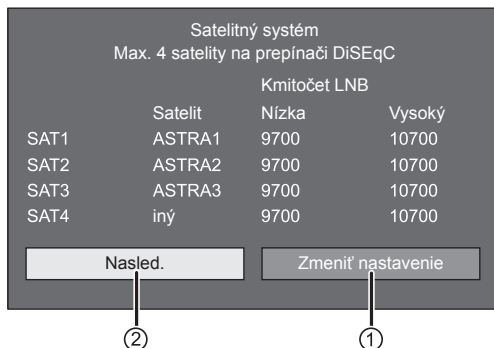 Satelitný systém
Max. 4 satelity na prepínači DiSEqC
Kmitočet LNB
Satelit Nízka Vysoký
SAT1 ASTRA1 9700 10700
SAT2 ASTRA2 9700 10700
SAT3 ASTRA3 9700 10700
SAT4 iný 9700 10700
Nasled. Zmeniť nastavenie
② ①